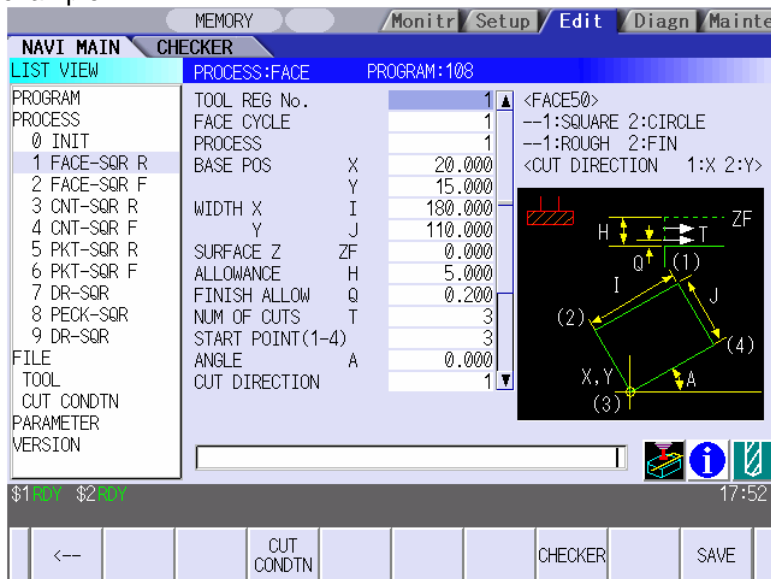 MEMORY Monitr Setup Edit Diagn Mainte
NAVI MAIN CHECKER
LIST VIEW
PROCESS:FACE PROGRAM:108
PROGRAM
PROCESS
0 INIT
1 FACE-SQR R
2 FACE-SQR F
3 CNT-SQR R
4 CNT-SQR F
5 PKT-SQR R
6 PKT-SQR F
7 DR-SQR
8 PECK-SQR
9 DR-SQR
FILE
TOOL
CUT CONDTN
PARAMETER
VERSION
TOOL REG No. 1
FACE CYCLE 1
PROCESS 1
BASE POS X 20.000
Y 15.000
WIDTH X I 180.000
Y J 110.000
SURFACE Z ZF 0.000
ALLOWANCE H 5.000
FINISH ALLOW Q 0.200
NUM OF CUTS T 3
START POINT(1-4) 3
ANGLE A 0.000
CUT DIRECTION 1
<FACE50>
--1:SQUARE 2:CIRCLE
--1:ROUGH 2:FIN
<CUT DIRECTION 1:X 2:Y>
H T ZF
Q (1)
I J
(2)
(4)
X,Y A
(3)
$1 RDY $2 RDY 17:52
<-- CUT CONDTN CHECKER SAVE